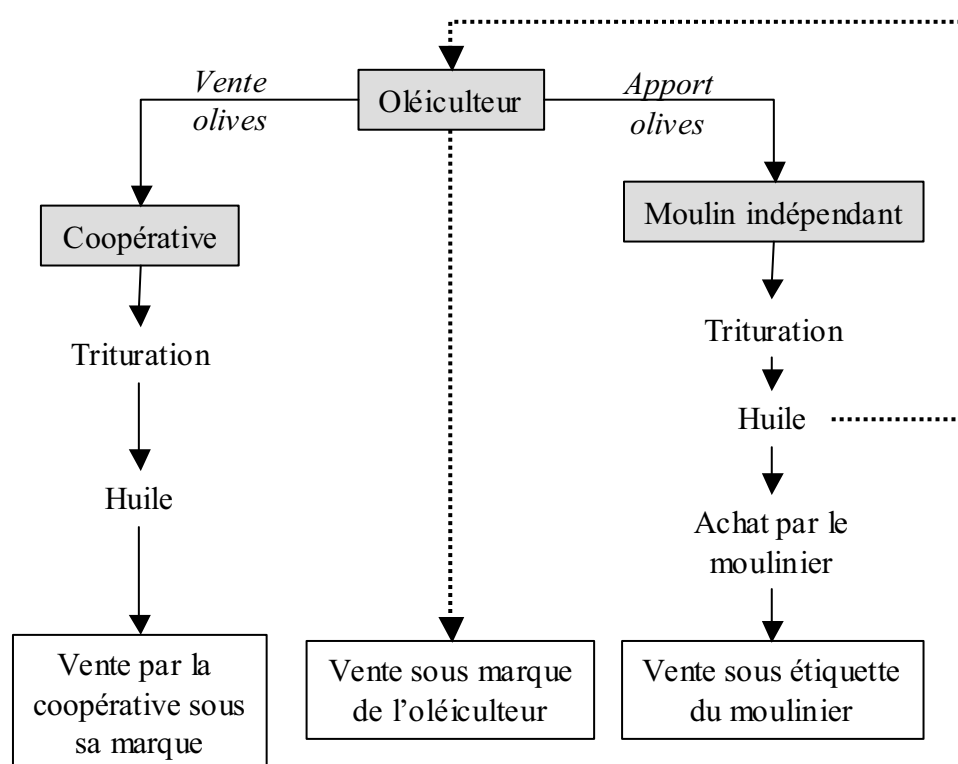 Vente
olives
Oléiculteur
Apport
olives
Coopérative
Moulin indépendant
Trituration
Trituration
Huile
Huile
Achat par le
moulinier
Vente par la
coopérative sous
sa marque
Vente sous marque
de l’oléiculteur
Vente sous étiquette
du moulinier